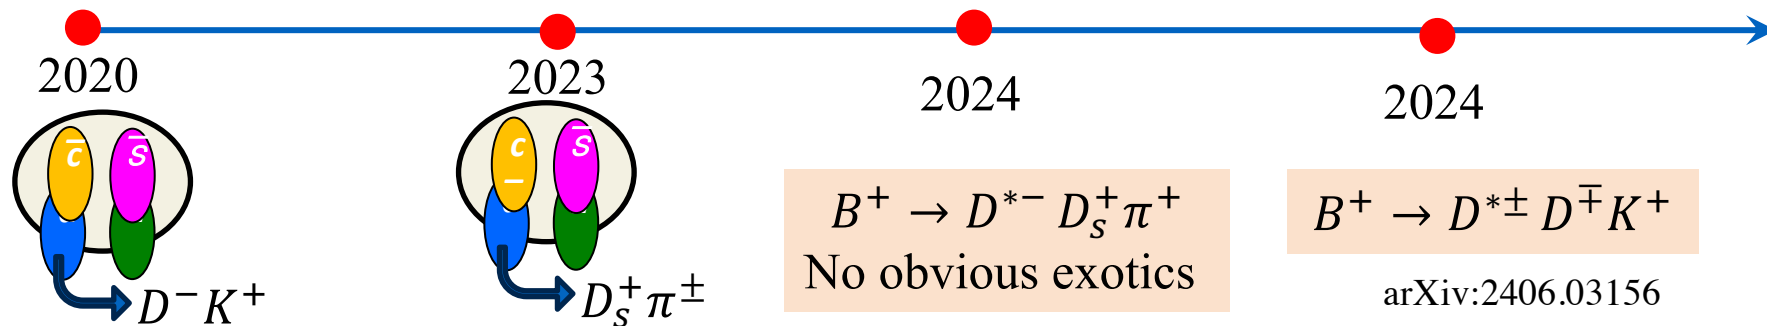 2020
2023
2024
2024
c̄ s̄
c s̄
D⁻K⁺
D_s⁺π^±
B⁺ → D*⁻ D_s⁺π⁺
No obvious exotics
B⁺ → D*^± D^∓K⁺
arXiv:2406.03156